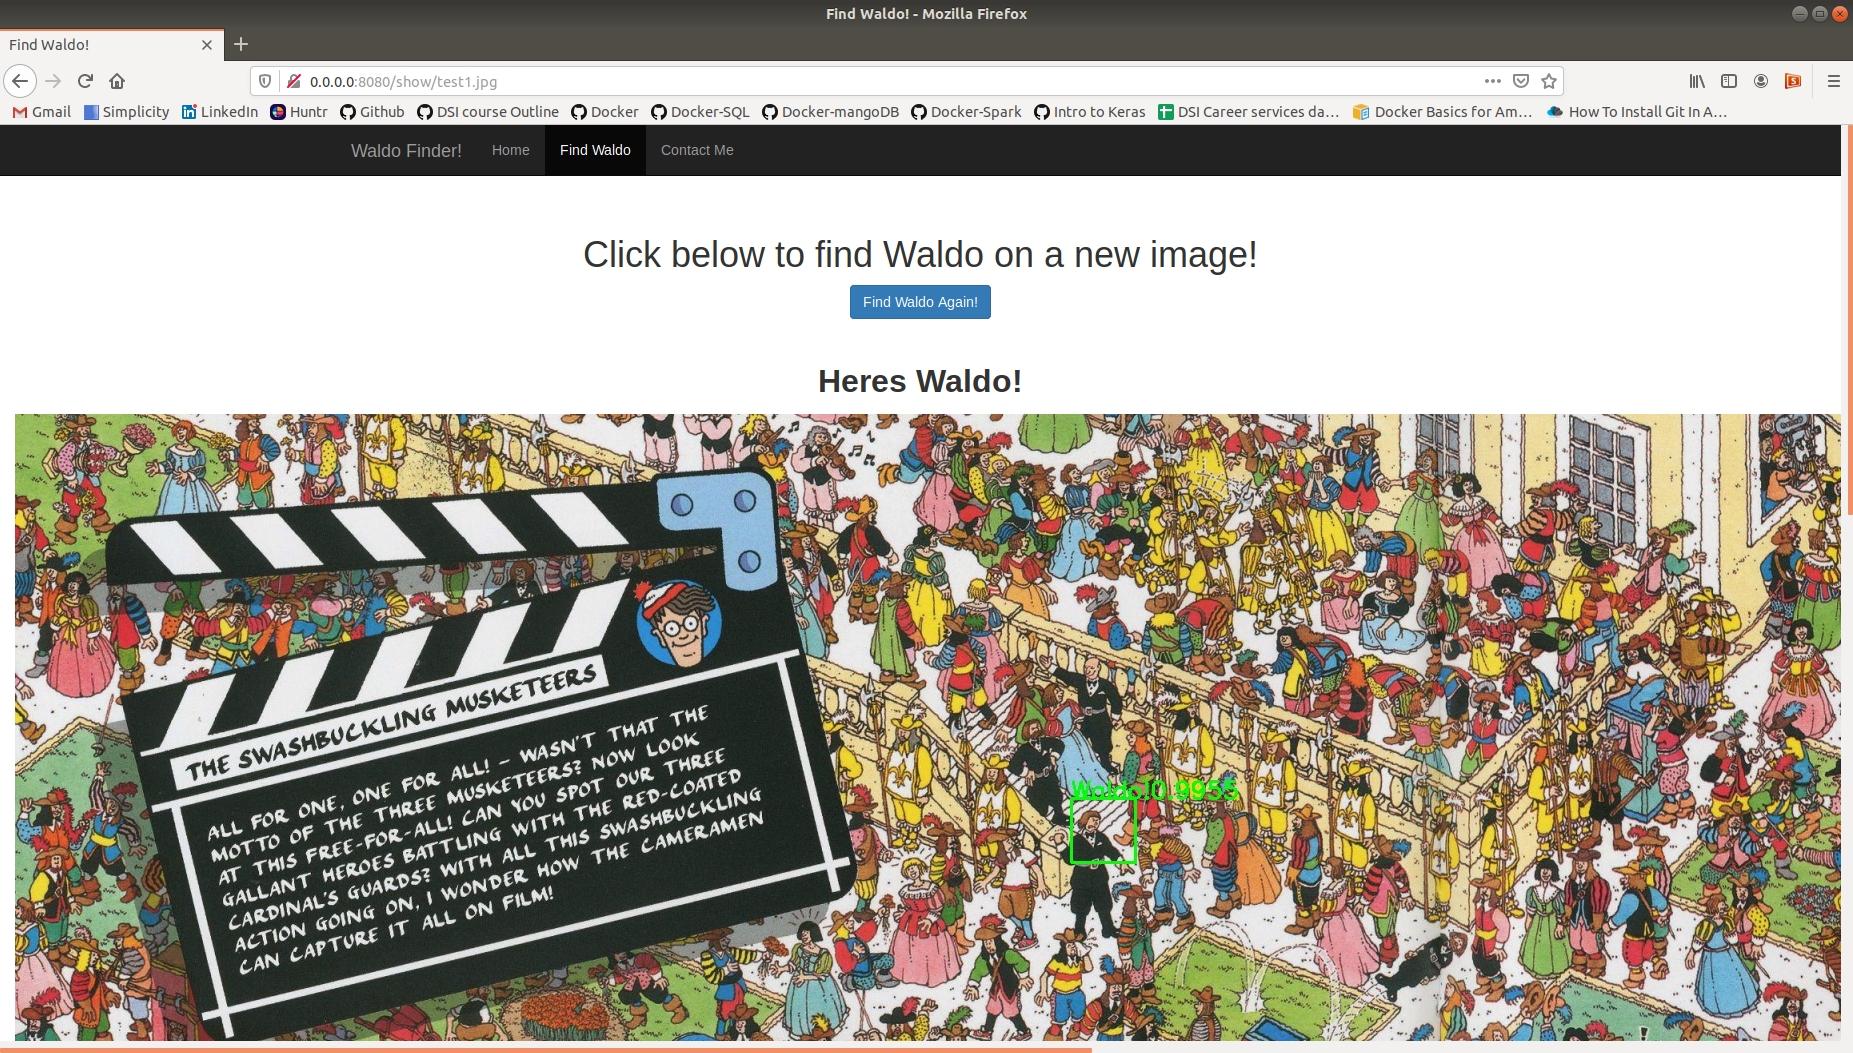 Find Waldo! - Mozilla Firefox
Find Waldo!
0.0.0.0:8080/show/test1.jpg
Gmail Simplicity LinkedIn Huntr Github DSI course Outline Docker Docker-SQL Docker-mangoDB Docker-Spark Intro to Keras DSI Career services da… Docker Basics for Am… How To Install Git In A…
Waldo Finder! Home Find Waldo Contact Me
Click below to find Waldo on a new image!
Find Waldo Again!
Heres Waldo!
THE SWASHBUCKLING MUSKETEERS
ALL FOR ONE, ONE FOR ALL! – WASN'T THAT THE
MOTTO OF THE THREE MUSKETEERS? NOW LOOK
AT THIS FREE-FOR-ALL! CAN YOU SPOT OUR THREE
GALLANT HEROES BATTLING WITH THE RED-COATED
CARDINAL'S GUARDS? WITH ALL THIS SWASHBUCKLING
ACTION GOING ON, I WONDER HOW THE CAMERAMEN
CAN CAPTURE IT ALL ON FILM!
Waldo!0.9955